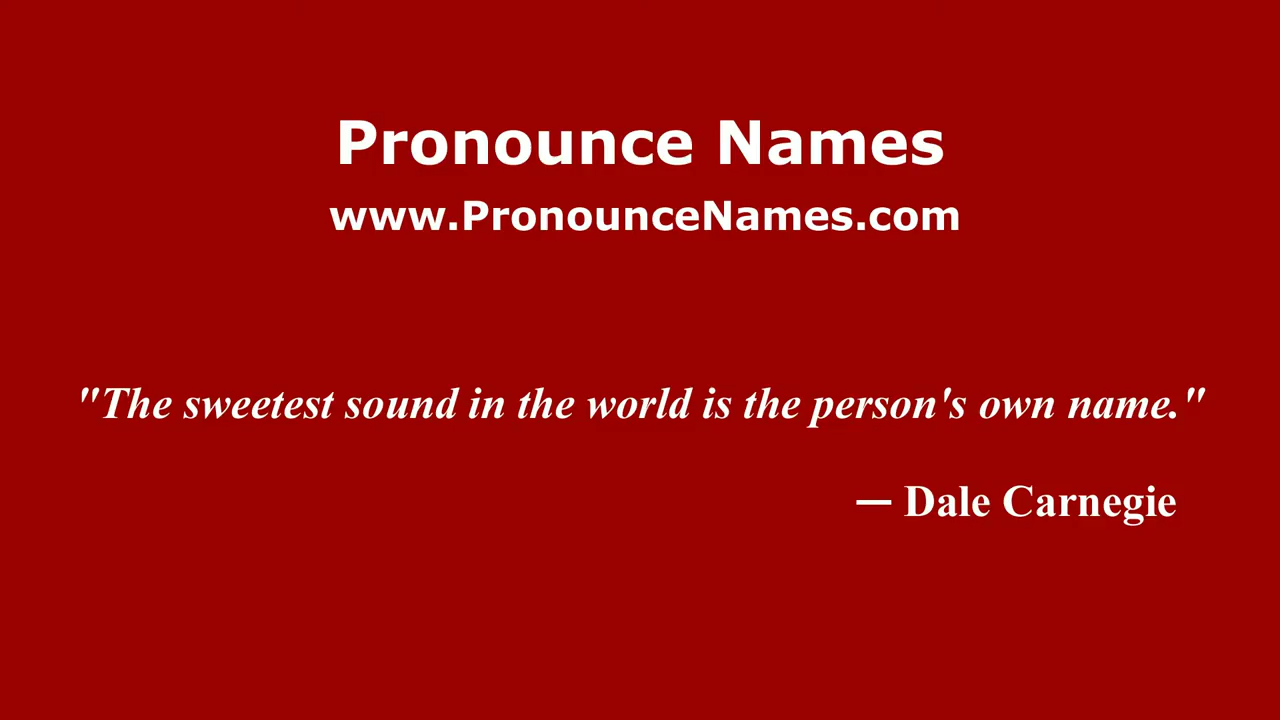 Pronounce Names
www.PronounceNames.com
"The sweetest sound in the world is the person's own name."
— Dale Carnegie